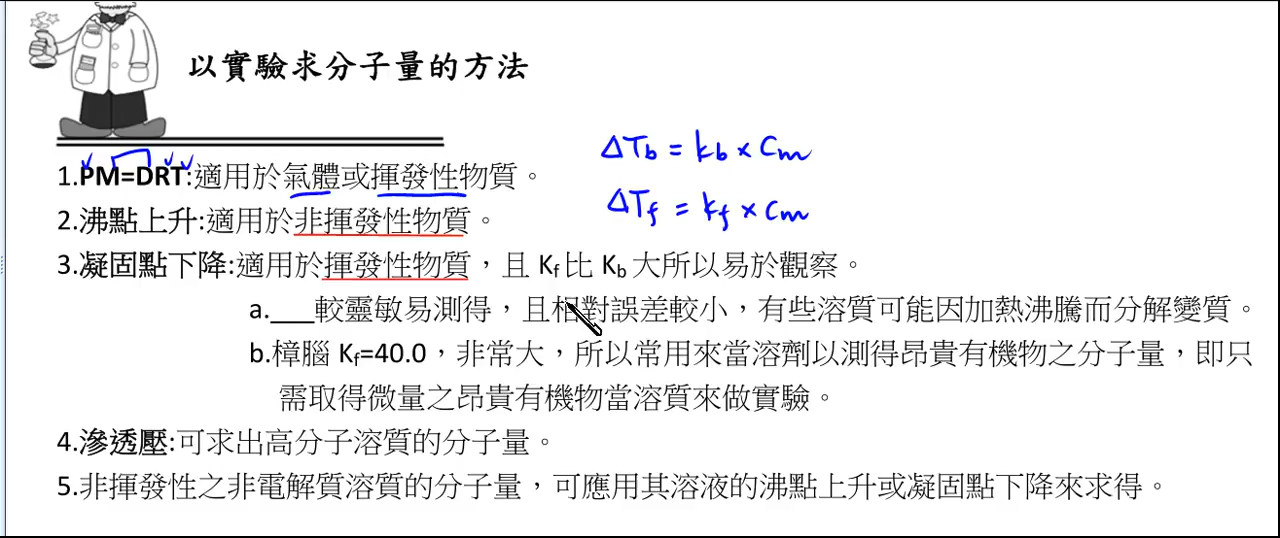 以實驗求分子量的方法
ΔTb = kb × Cm
1.PM=DRT:適用於氣體或揮發性物質。
ΔTf = kf × Cm
2.沸點上升:適用於非揮發性物質。
3.凝固點下降:適用於揮發性物質，且 Kf 比 Kb 大所以易於觀察。
a.___較靈敏易測得，且相對誤差較小，有些溶質可能因加熱沸騰而分解變質。
b.樟腦 Kf=40.0，非常大，所以常用來當溶劑以測得昂貴有機物之分子量，即只
需取得微量之昂貴有機物當溶質來做實驗。
4.滲透壓:可求出高分子溶質的分子量。
5.非揮發性之非電解質溶質的分子量，可應用其溶液的沸點上升或凝固點下降來求得。